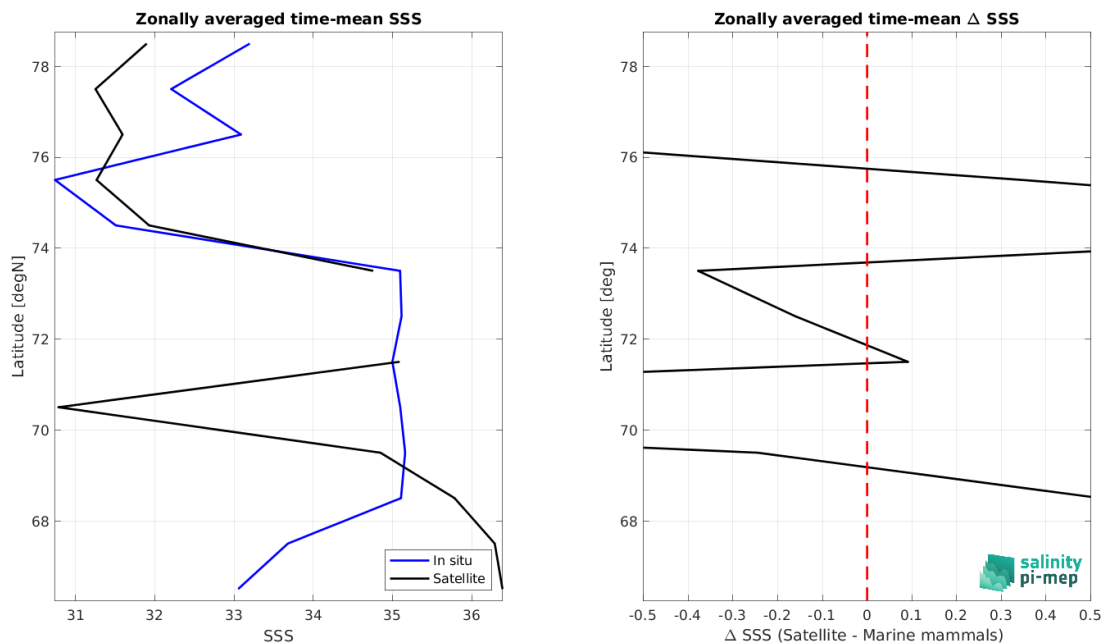 Zonally averaged time-mean SSS
78
76
74
72
70
68
Latitude [degN]
31 32 33 34 35 36
SSS
In situ
Satellite
Zonally averaged time-mean Δ SSS
78
76
74
72
70
68
Latitude [deg]
-0.5 -0.4 -0.3 -0.2 -0.1 0 0.1 0.2 0.3 0.4 0.5
Δ SSS (Satellite - Marine mammals)
salinity
pi-mep